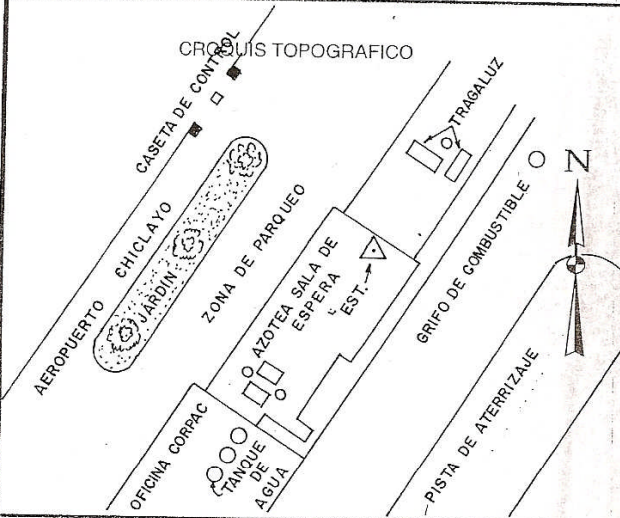 CROQUIS TOPOGRAFICO
CASETA DE CONTROL
TRAGALUZ
N
AEROPUERTO CHICLAYO
JARDIN
ZONA DE PARQUEO
AZOTEA SALA DE
ESPERA
EST.
GRIFO DE COMBUSTIBLE
PISTA DE ATERRIZAJE
OFICINA CORPAC
TANQUE
DE
AGUA